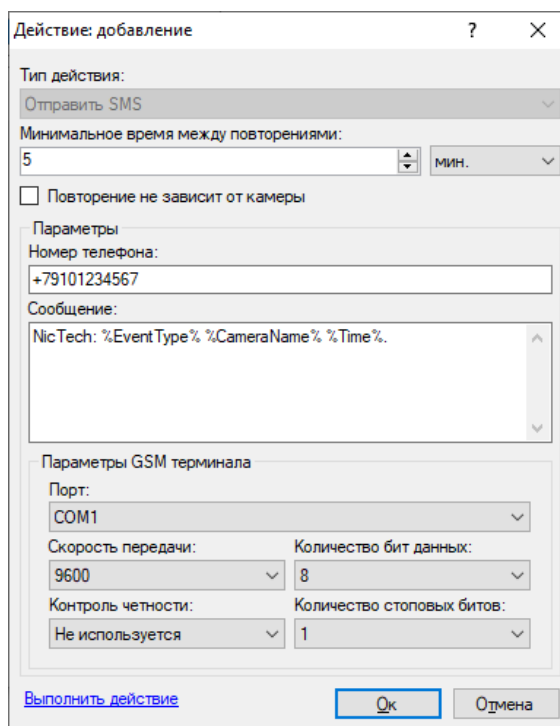 Действие: добавление ?
Тип действия:
Отправить SMS
Минимальное время между повторениями:
5 мин.
Повторение не зависит от камеры
Параметры
Номер телефона:
+79101234567
Сообщение:
NicTech: %EventType% %CameraName% %Time%.
Параметры GSM терминала
Порт:
COM1
Скорость передачи: Количество бит данных:
9600 8
Контроль четности: Количество стоповых битов:
Не используется 1
Выполнить действие Ок Отмена